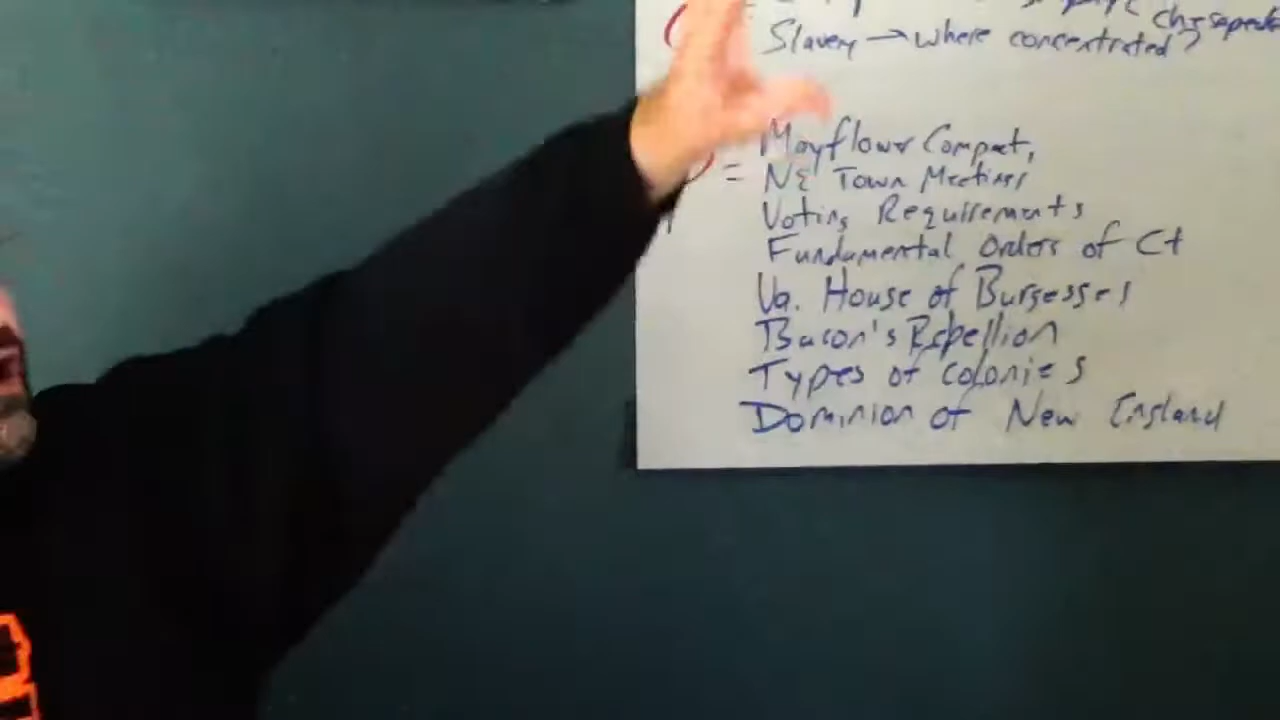 Chesapeake
Slavery → where concentrated?
P = Mayflower Compact,
NE Town Meetings
Voting Requirements
Fundamental Orders of Ct
Va. House of Burgesses
Bacon's Rebellion
Types of colonies
Dominion of New England